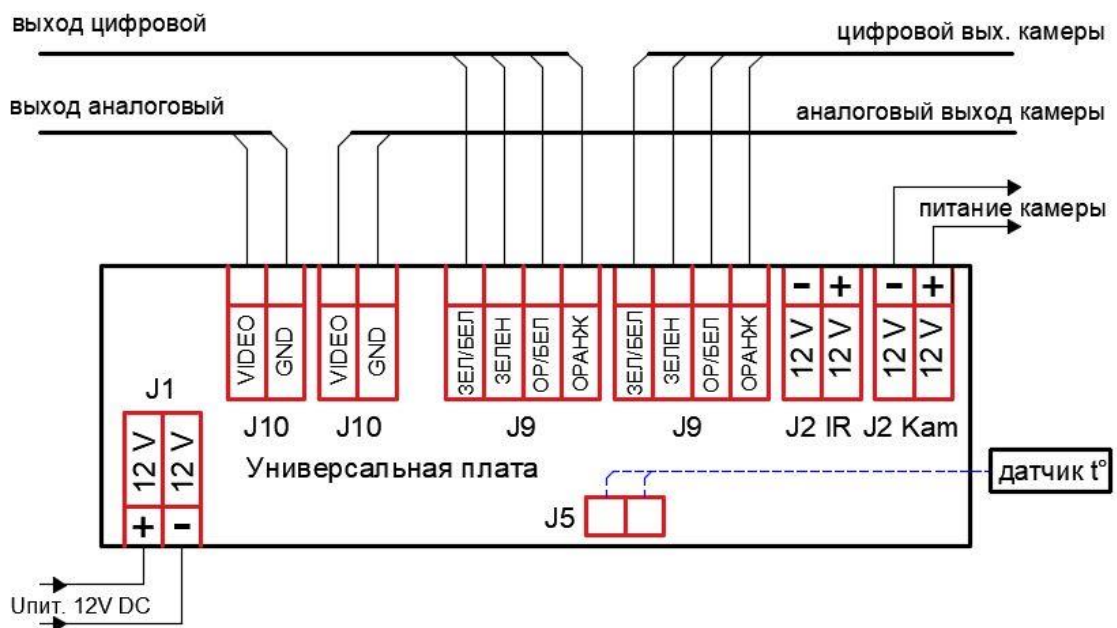 выход цифровой
цифровой вых. камеры
выход аналоговый
аналоговый выход камеры
питание камеры
VIDEO
GND
VIDEO
GND
ЗЕЛ/БЕЛ
ЗЕЛЕН
ОР/БЕЛ
ОРАНЖ
ЗЕЛ/БЕЛ
ЗЕЛЕН
ОР/БЕЛ
ОРАНЖ
- + - +
12 V
12 V
12 V
12 V
J1
J10
J10
J9
J9
J2 IR
J2 Kam
12 V
12 V
+ -
Универсальная плата
датчик t°
J5
Uпит. 12V DC